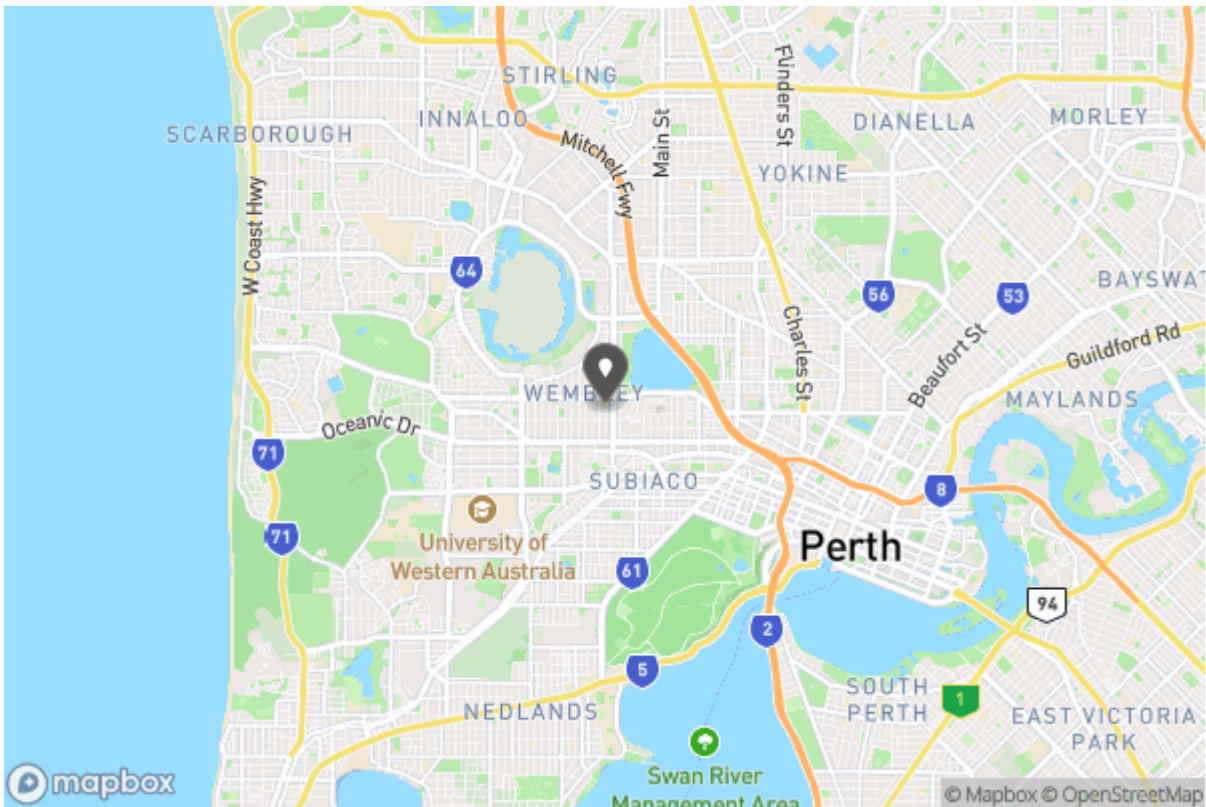 STIRLING
INNALOO
SCARBOROUGH
Mitchell Fwy
Main St
Flinders St
DIANELLA
MORLEY
YOKINE
W Coast Hwy
64
56
53
BAYSWAT
Charles St
Beaufort St
Guildford Rd
WEMBLEY
MAYLANDS
Oceanic Dr
71
SUBIACO
8
71
University of
Western Australia
Perth
61
94
2
5
1
NEDLANDS
SOUTH
PERTH
EAST VICTORIA
PARK
Swan River
Management Area
mapbox
© Mapbox © OpenStreetMap